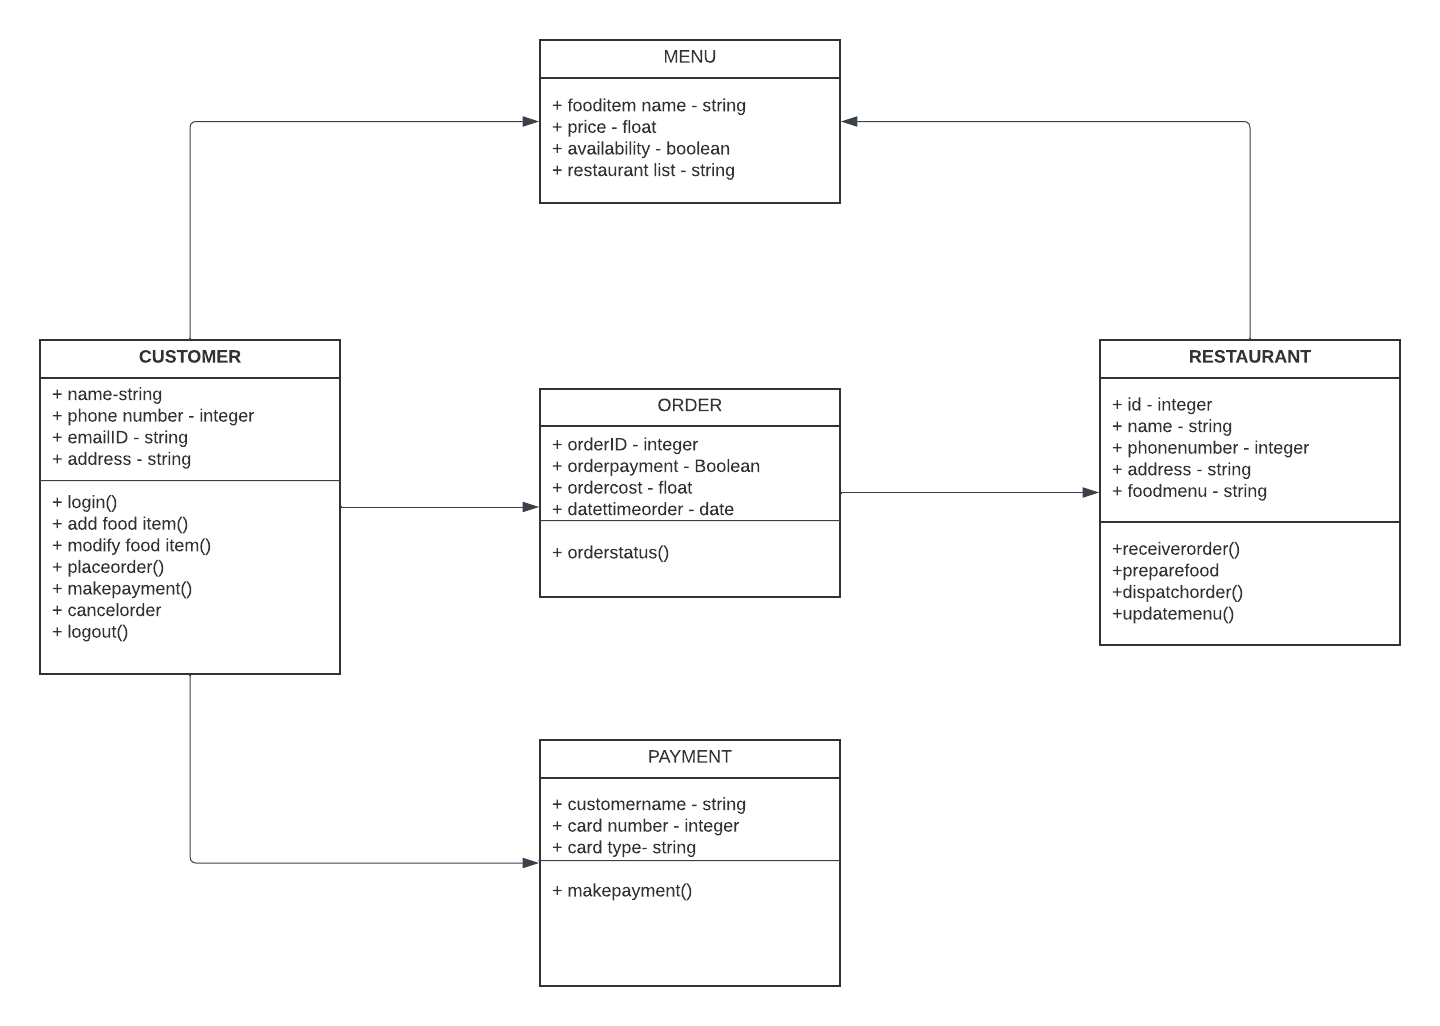 MENU
+ fooditem name - string
+ price - float
+ availability - boolean
+ restaurant list - string
CUSTOMER
+ name-string
+ phone number - integer
+ emailID - string
+ address - string
+ login()
+ add food item()
+ modify food item()
+ placeorder()
+ makepayment()
+ cancelorder
+ logout()
ORDER
+ orderID - integer
+ orderpayment - Boolean
+ ordercost - float
+ datettimeorder - date
+ orderstatus()
RESTAURANT
+ id - integer
+ name - string
+ phonenumber - integer
+ address - string
+ foodmenu - string
+receiverorder()
+preparefood
+dispatchorder()
+updatemenu()
PAYMENT
+ customername - string
+ card number - integer
+ card type- string
+ makepayment()